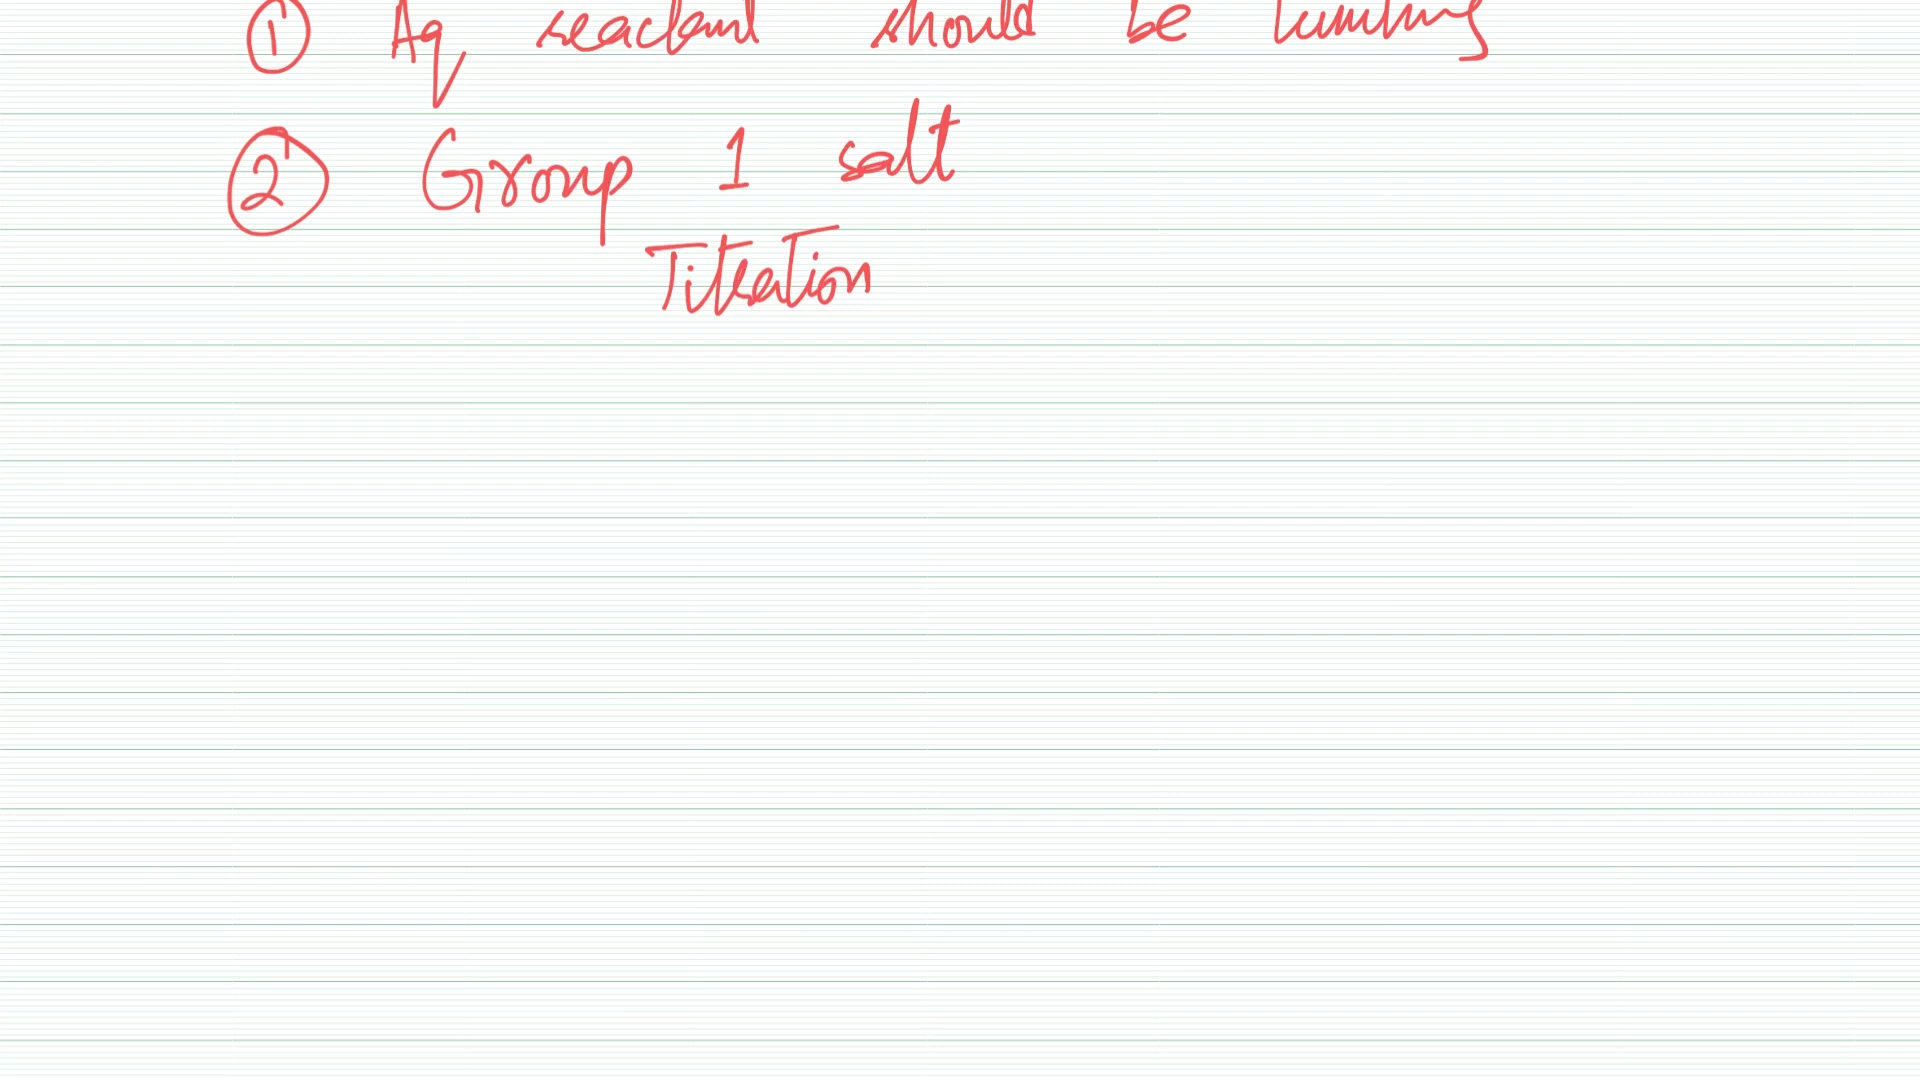 ① Aq reactant should be limiting
② Group 1 salt
Titration